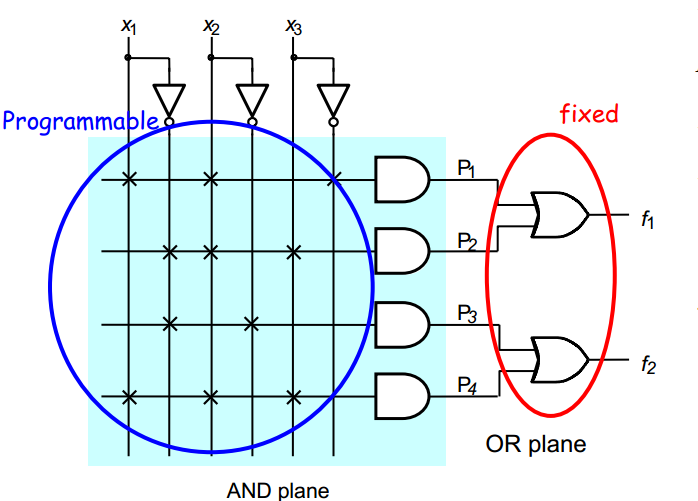 x1 x2 x3
Programmable
fixed
P1
f1
P2
P3
f2
P4
OR plane
AND plane